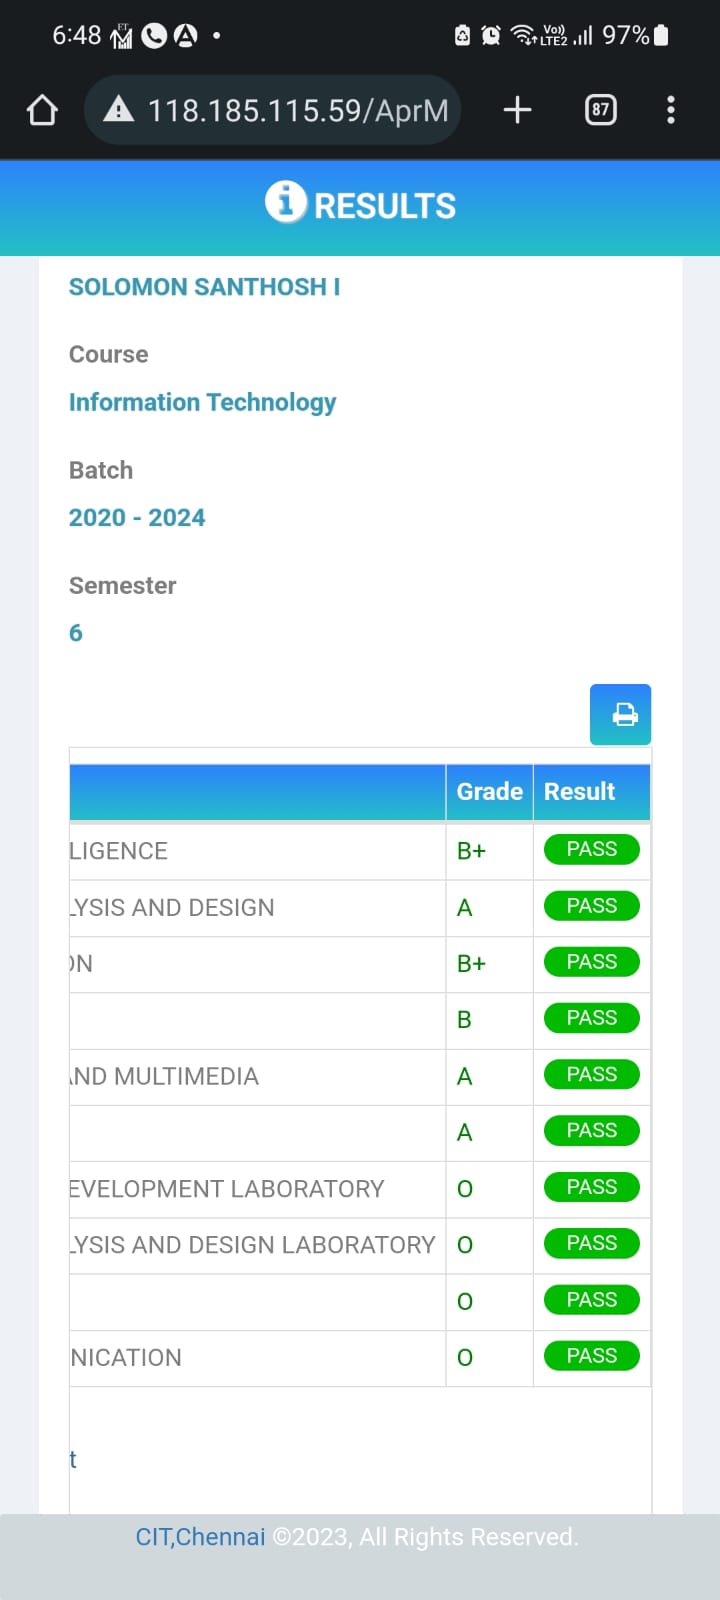 6:48 97%
118.185.115.59/AprM 87
RESULTS
SOLOMON SANTHOSH I
Course
Information Technology
Batch
2020 - 2024
Semester
6
Grade Result
LIGENCE B+ PASS
LYSIS AND DESIGN A PASS
ON B+ PASS
B PASS
AND MULTIMEDIA A PASS
A PASS
EVELOPMENT LABORATORY O PASS
LYSIS AND DESIGN LABORATORY O PASS
O PASS
NICATION O PASS
t
CIT,Chennai ©2023, All Rights Reserved.